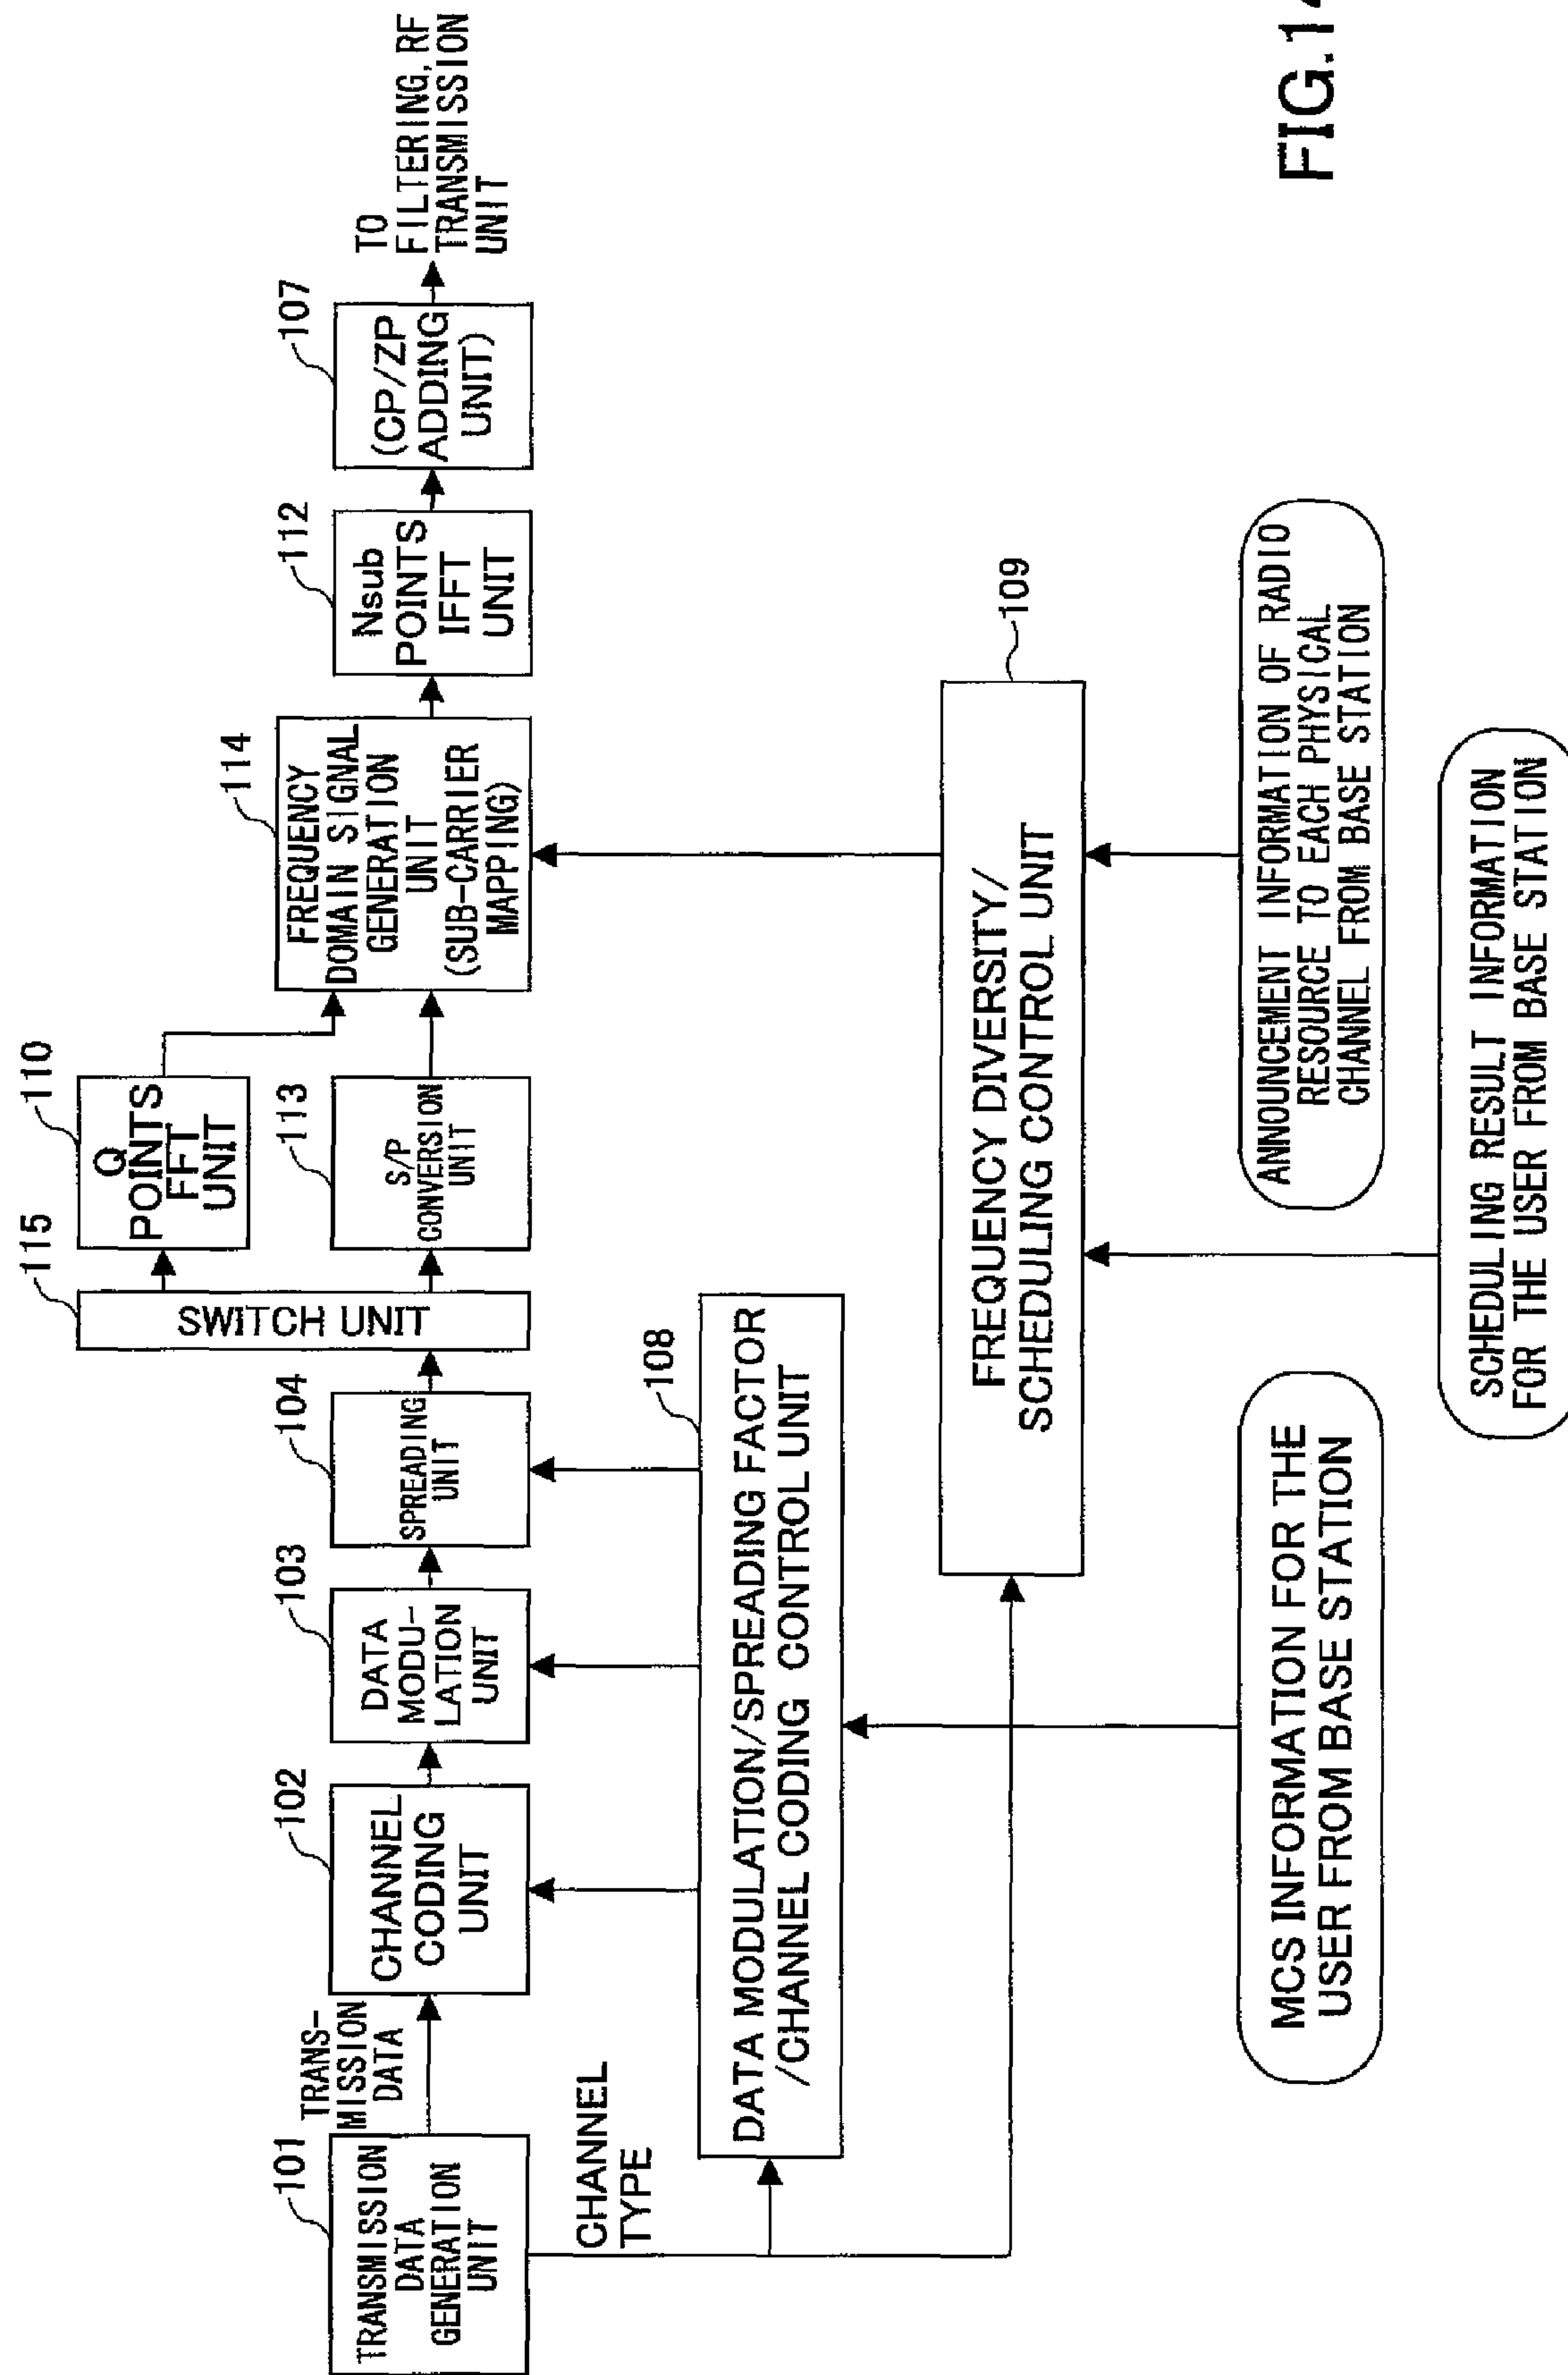 101
TRANSMISSION
DATA
GENERATION
UNIT
TRANS-
MISSION
DATA
CHANNEL
TYPE
102
CHANNEL
CODING
UNIT
103
DATA
MODU-
LATION
UNIT
104
SPREADING
UNIT
115
SWITCH UNIT
110
Q
POINTS
FFT
UNIT
113
S/P
CONVERSION
UNIT
114
FREQUENCY
DOMAIN SIGNAL
GENERATION
UNIT
(SUB-CARRIER
MAPPING)
112
Nsub
POINTS
IFFT
UNIT
107
(CP/ZP
ADDING
UNIT)
TO
FILTERING, RF
TRANSMISSION
UNIT
108
DATA MODULATION/SPREADING FACTOR
/CHANNEL CODING CONTROL UNIT
109
FREQUENCY DIVERSITY/
SCHEDULING CONTROL UNIT
MCS INFORMATION FOR THE
USER FROM BASE STATION
ANNOUNCEMENT INFORMATION OF RADIO
RESOURCE TO EACH PHYSICAL
CHANNEL FROM BASE STATION
SCHEDULING RESULT INFORMATION
FOR THE USER FROM BASE STATION
FIG.14